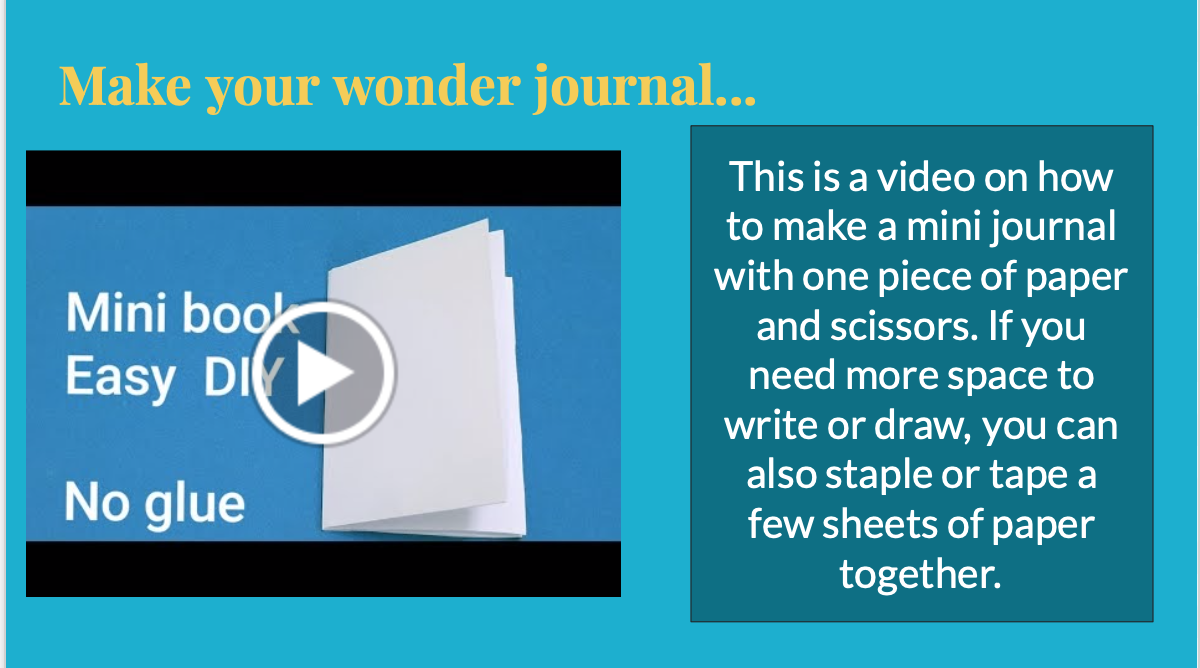 Make your wonder journal...
Mini book
Easy DIY
No glue
This is a video on how
to make a mini journal
with one piece of paper
and scissors. If you
need more space to
write or draw, you can
also staple or tape a
few sheets of paper
together.